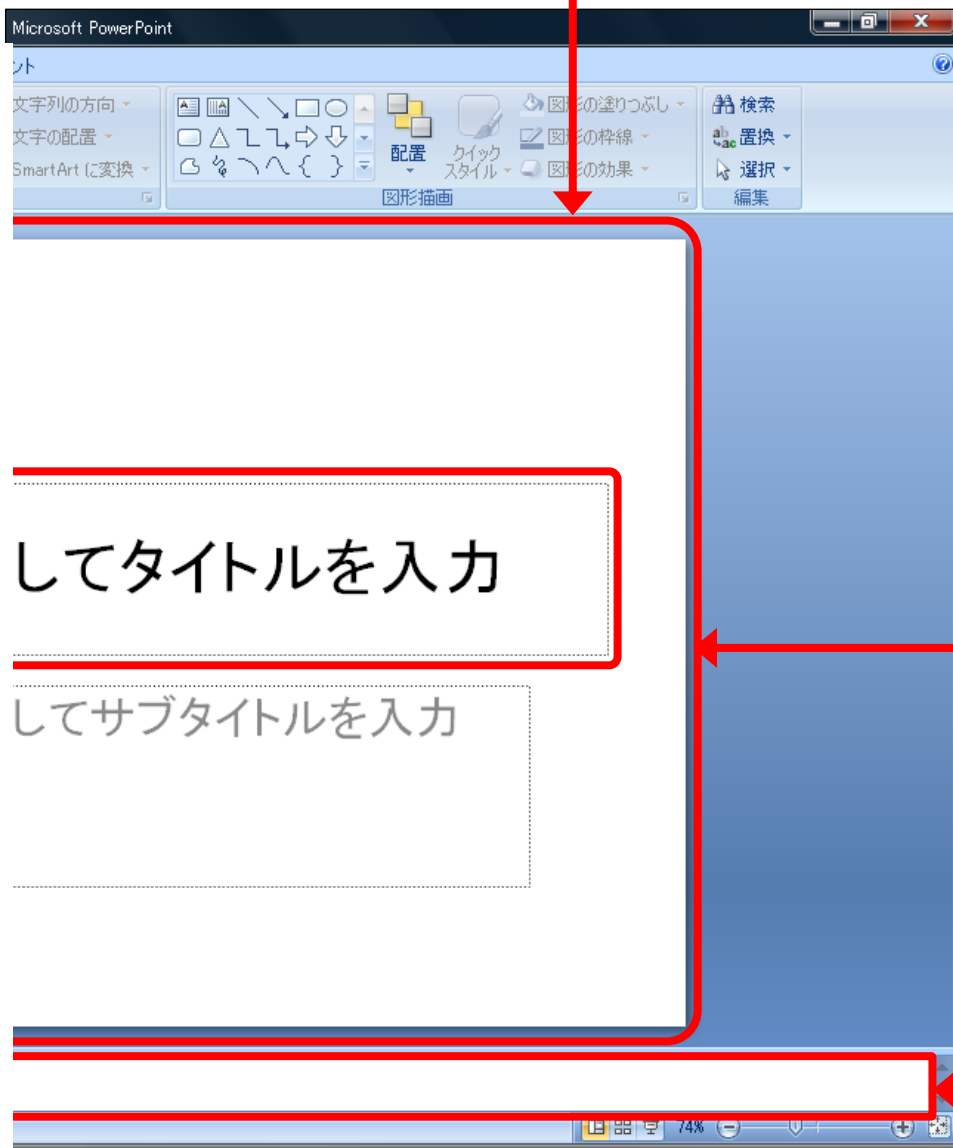 Microsoft PowerPoint
ント
文字列の方向
文字の配置
SmartArt に変換
配置
クイック
スタイル
図形の塗りつぶし
図形の枠線
図形の効果
図形描画
検索
置換
選択
編集
してタイトルを入力
してサブタイトルを入力
74%